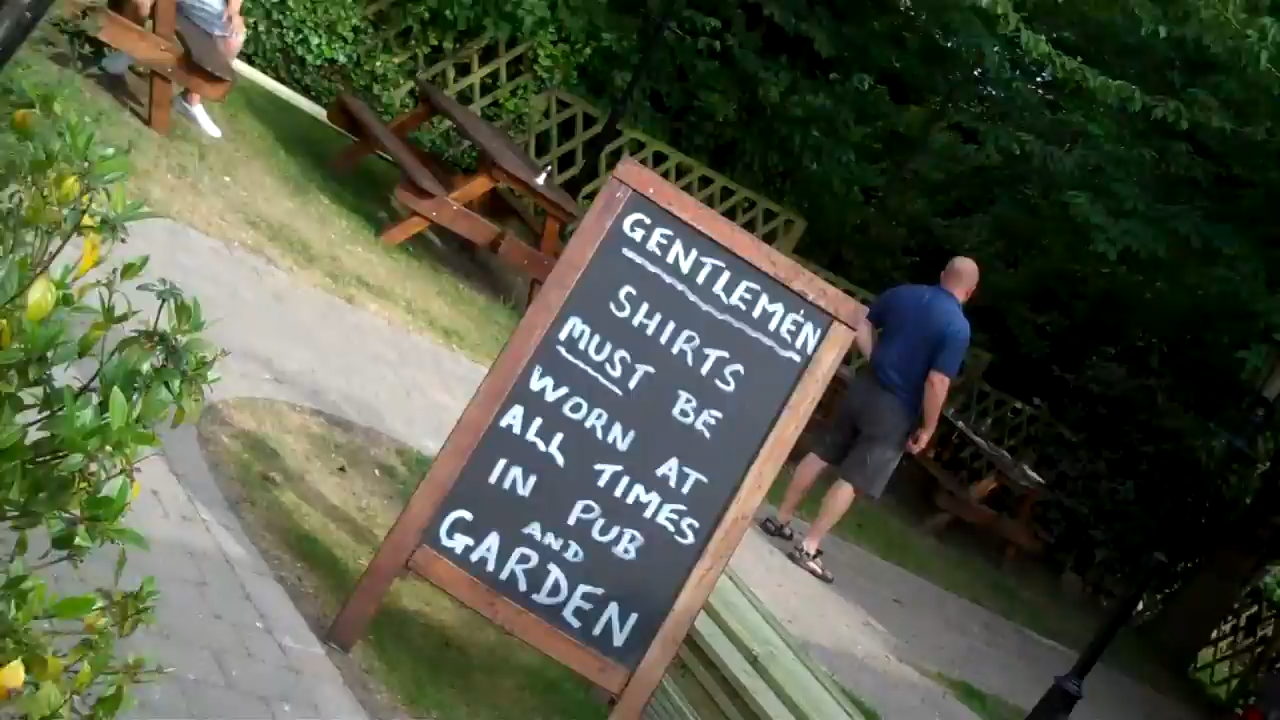 GENTLEMEN
SHIRTS
MUST BE
WORN AT
ALL TIMES
IN PUB
AND
GARDEN